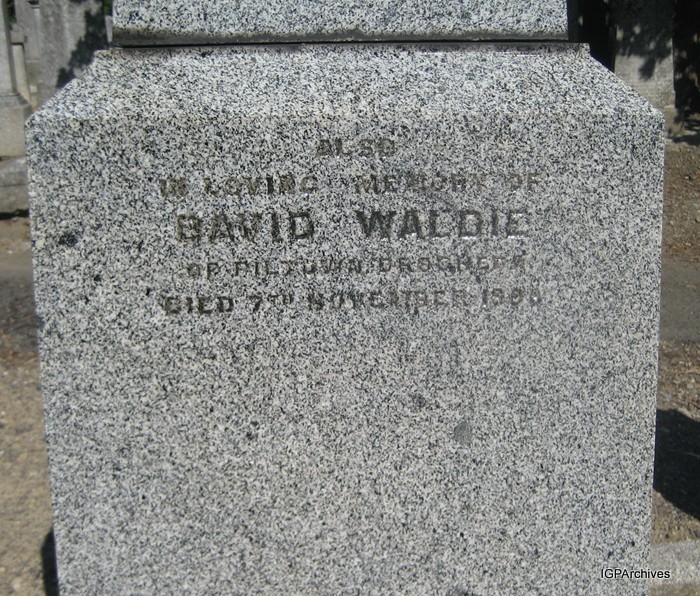 ALSO
IN LOVING MEMORY OF
DAVID WALDIE
OF PILTOWN, DROGHEDA
DIED 7TH NOVEMBER
IGPArchives